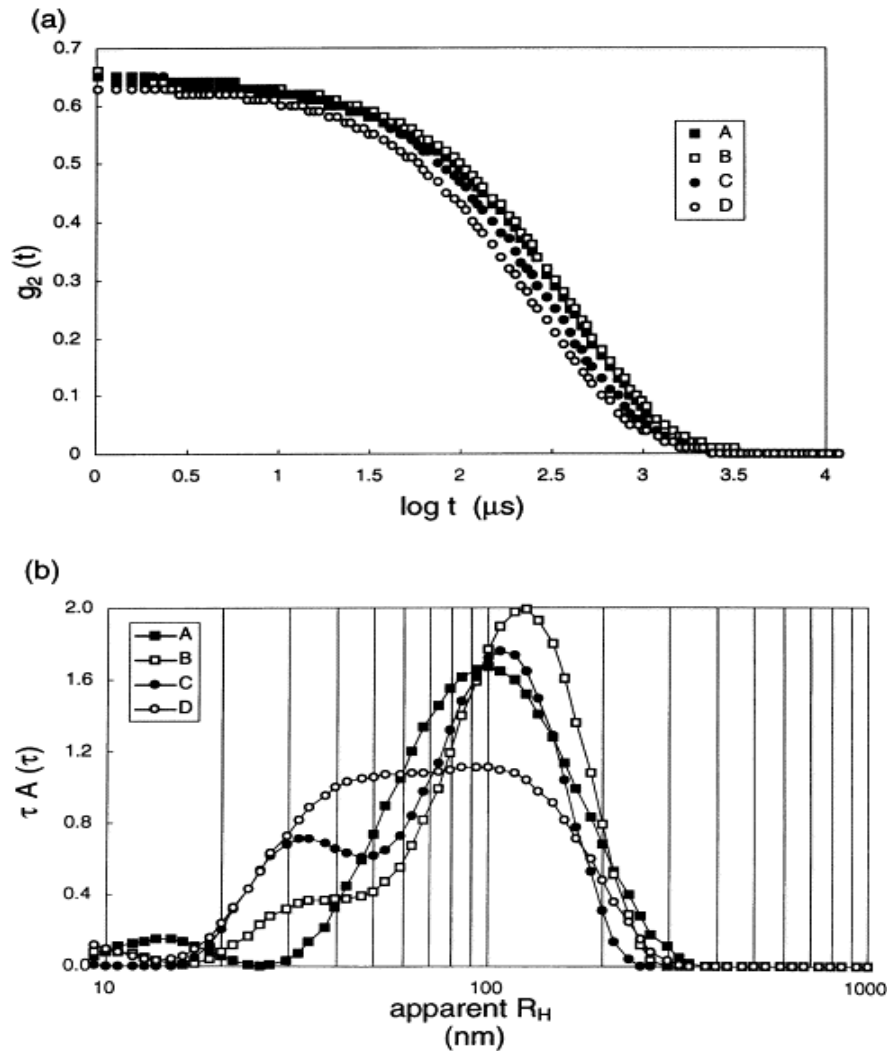 (a)
0.7
0.6
0.5
0.4
0.3
0.2
0.1
0
g2 (t)
A
B
C
D
0 0.5 1 1.5 2 2.5 3 3.5 4
log t (μs)
(b)
2.0
1.6
1.2
0.8
0.4
0.0
τ A (τ)
A
B
C
D
10 100 1000
apparent RH
(nm)